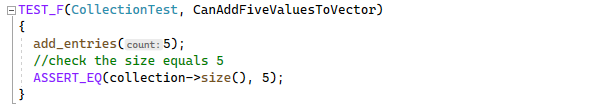 TEST_F(CollectionTest, CanAddFiveValuesToVector)
{
add_entries(count:5);
//check the size equals 5
ASSERT_EQ(collection->size(), 5);
}